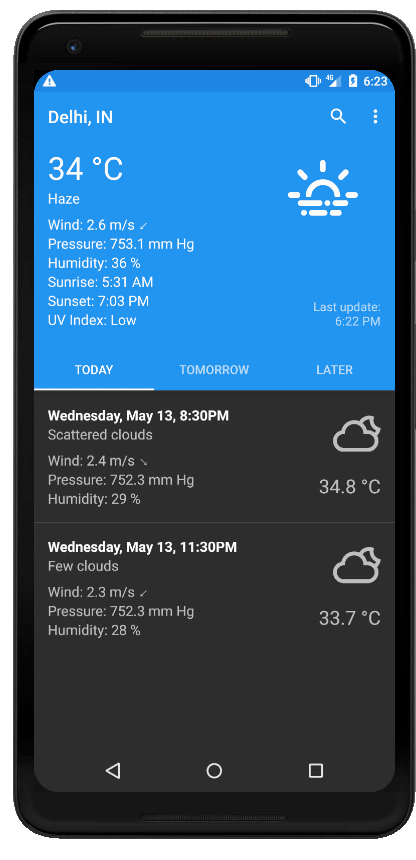 4G 6:23
Delhi, IN
34 °C
Haze
Wind: 2.6 m/s ↙
Pressure: 753.1 mm Hg
Humidity: 36 %
Sunrise: 5:31 AM
Sunset: 7:03 PM
UV Index: Low
Last update:
6:22 PM
TODAY TOMORROW LATER
Wednesday, May 13, 8:30PM
Scattered clouds
Wind: 2.4 m/s ↘
Pressure: 752.3 mm Hg
Humidity: 29 %
34.8 °C
Wednesday, May 13, 11:30PM
Few clouds
Wind: 2.3 m/s ↙
Pressure: 752.3 mm Hg
Humidity: 28 %
33.7 °C